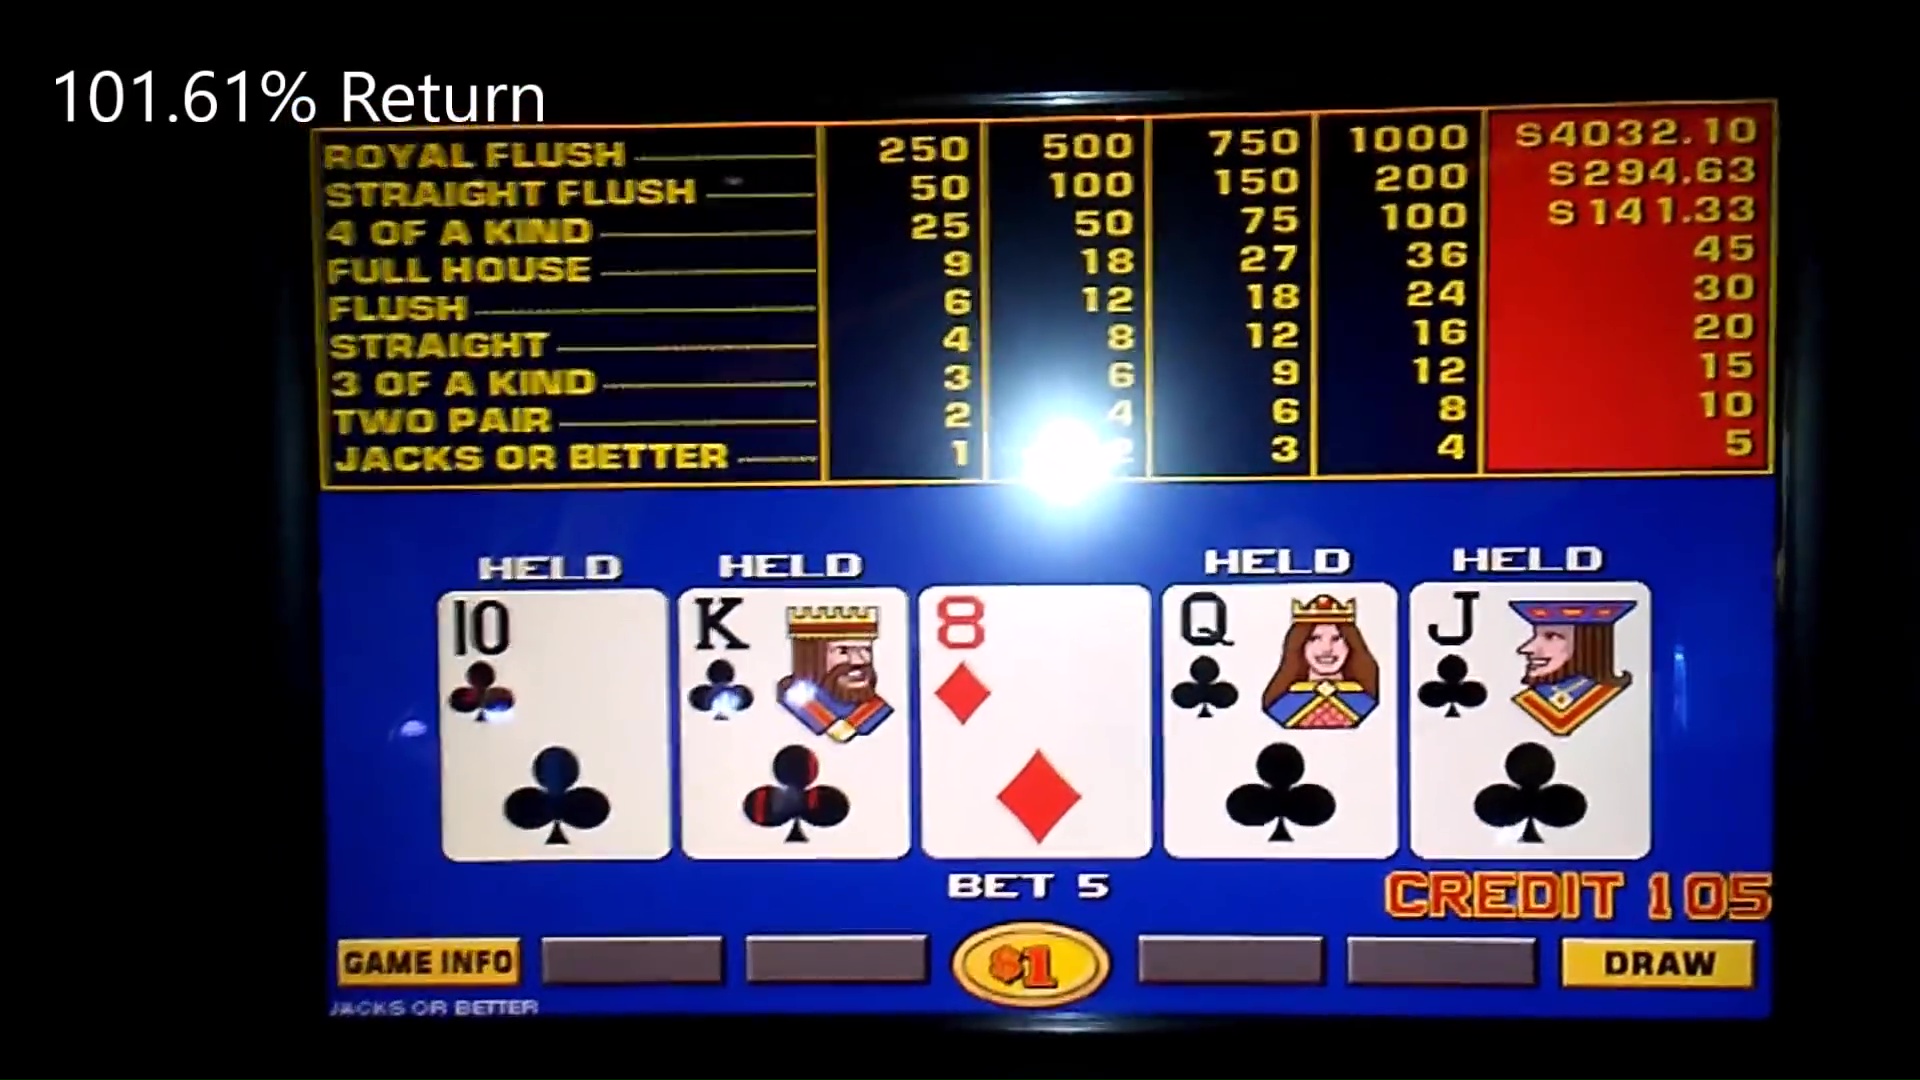 101.61% Return
ROYAL FLUSH 250 500 750 1000 $4032.10
STRAIGHT FLUSH 50 100 150 200 $294.63
4 OF A KIND 25 50 75 100 $141.33
FULL HOUSE 9 18 27 36 45
FLUSH 6 12 18 24 30
STRAIGHT 4 8 12 16 20
3 OF A KIND 3 6 9 12 15
TWO PAIR 2 4 6 8 10
JACKS OR BETTER 1 2 3 4 5
HELD HELD HELD HELD
10 K 8 Q J
BET 5 CREDIT 105
GAME INFO $1 DRAW
JACKS OR BETTER